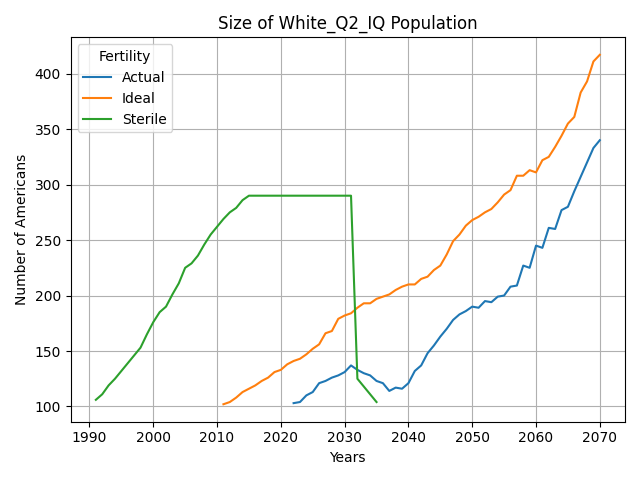 Size of White_Q2_IQ Population
Fertility
Actual
Ideal
Sterile
Number of Americans
400
350
300
250
200
150
100
1990
2000
2010
2020
2030
2040
2050
2060
2070
Years